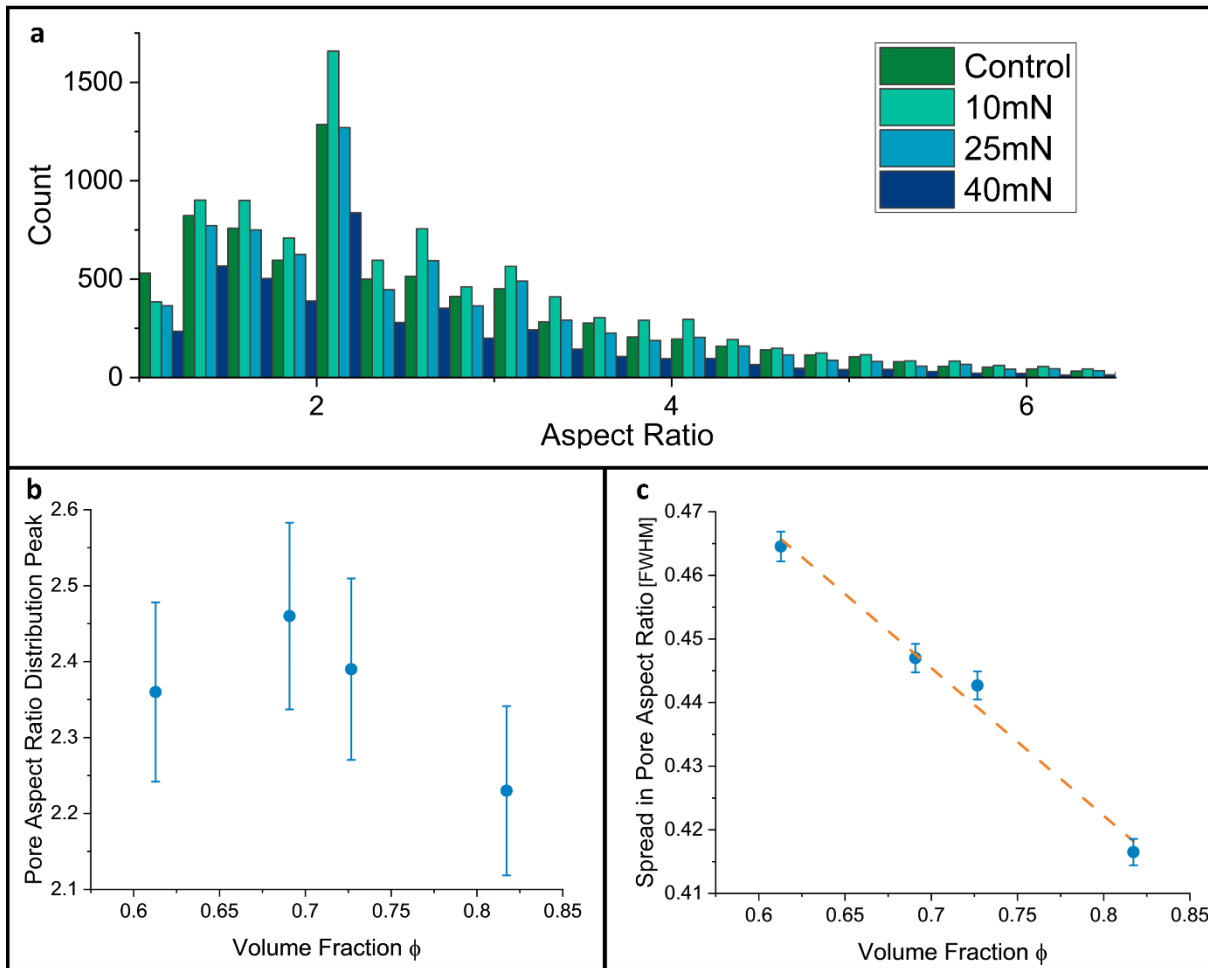 a
Control
10mN
25mN
40mN
1500
1000
500
0
Count
2 4 6
Aspect Ratio
b
2.6
2.5
2.4
2.3
2.2
2.1
Pore Aspect Ratio Distribution Peak
0.6 0.65 0.7 0.75 0.8 0.85
Volume Fraction ϕ
c
0.47
0.46
0.45
0.44
0.43
0.42
0.41
Spread in Pore Aspect Ratio [FWHM]
0.6 0.65 0.7 0.75 0.8 0.85
Volume Fraction ϕ